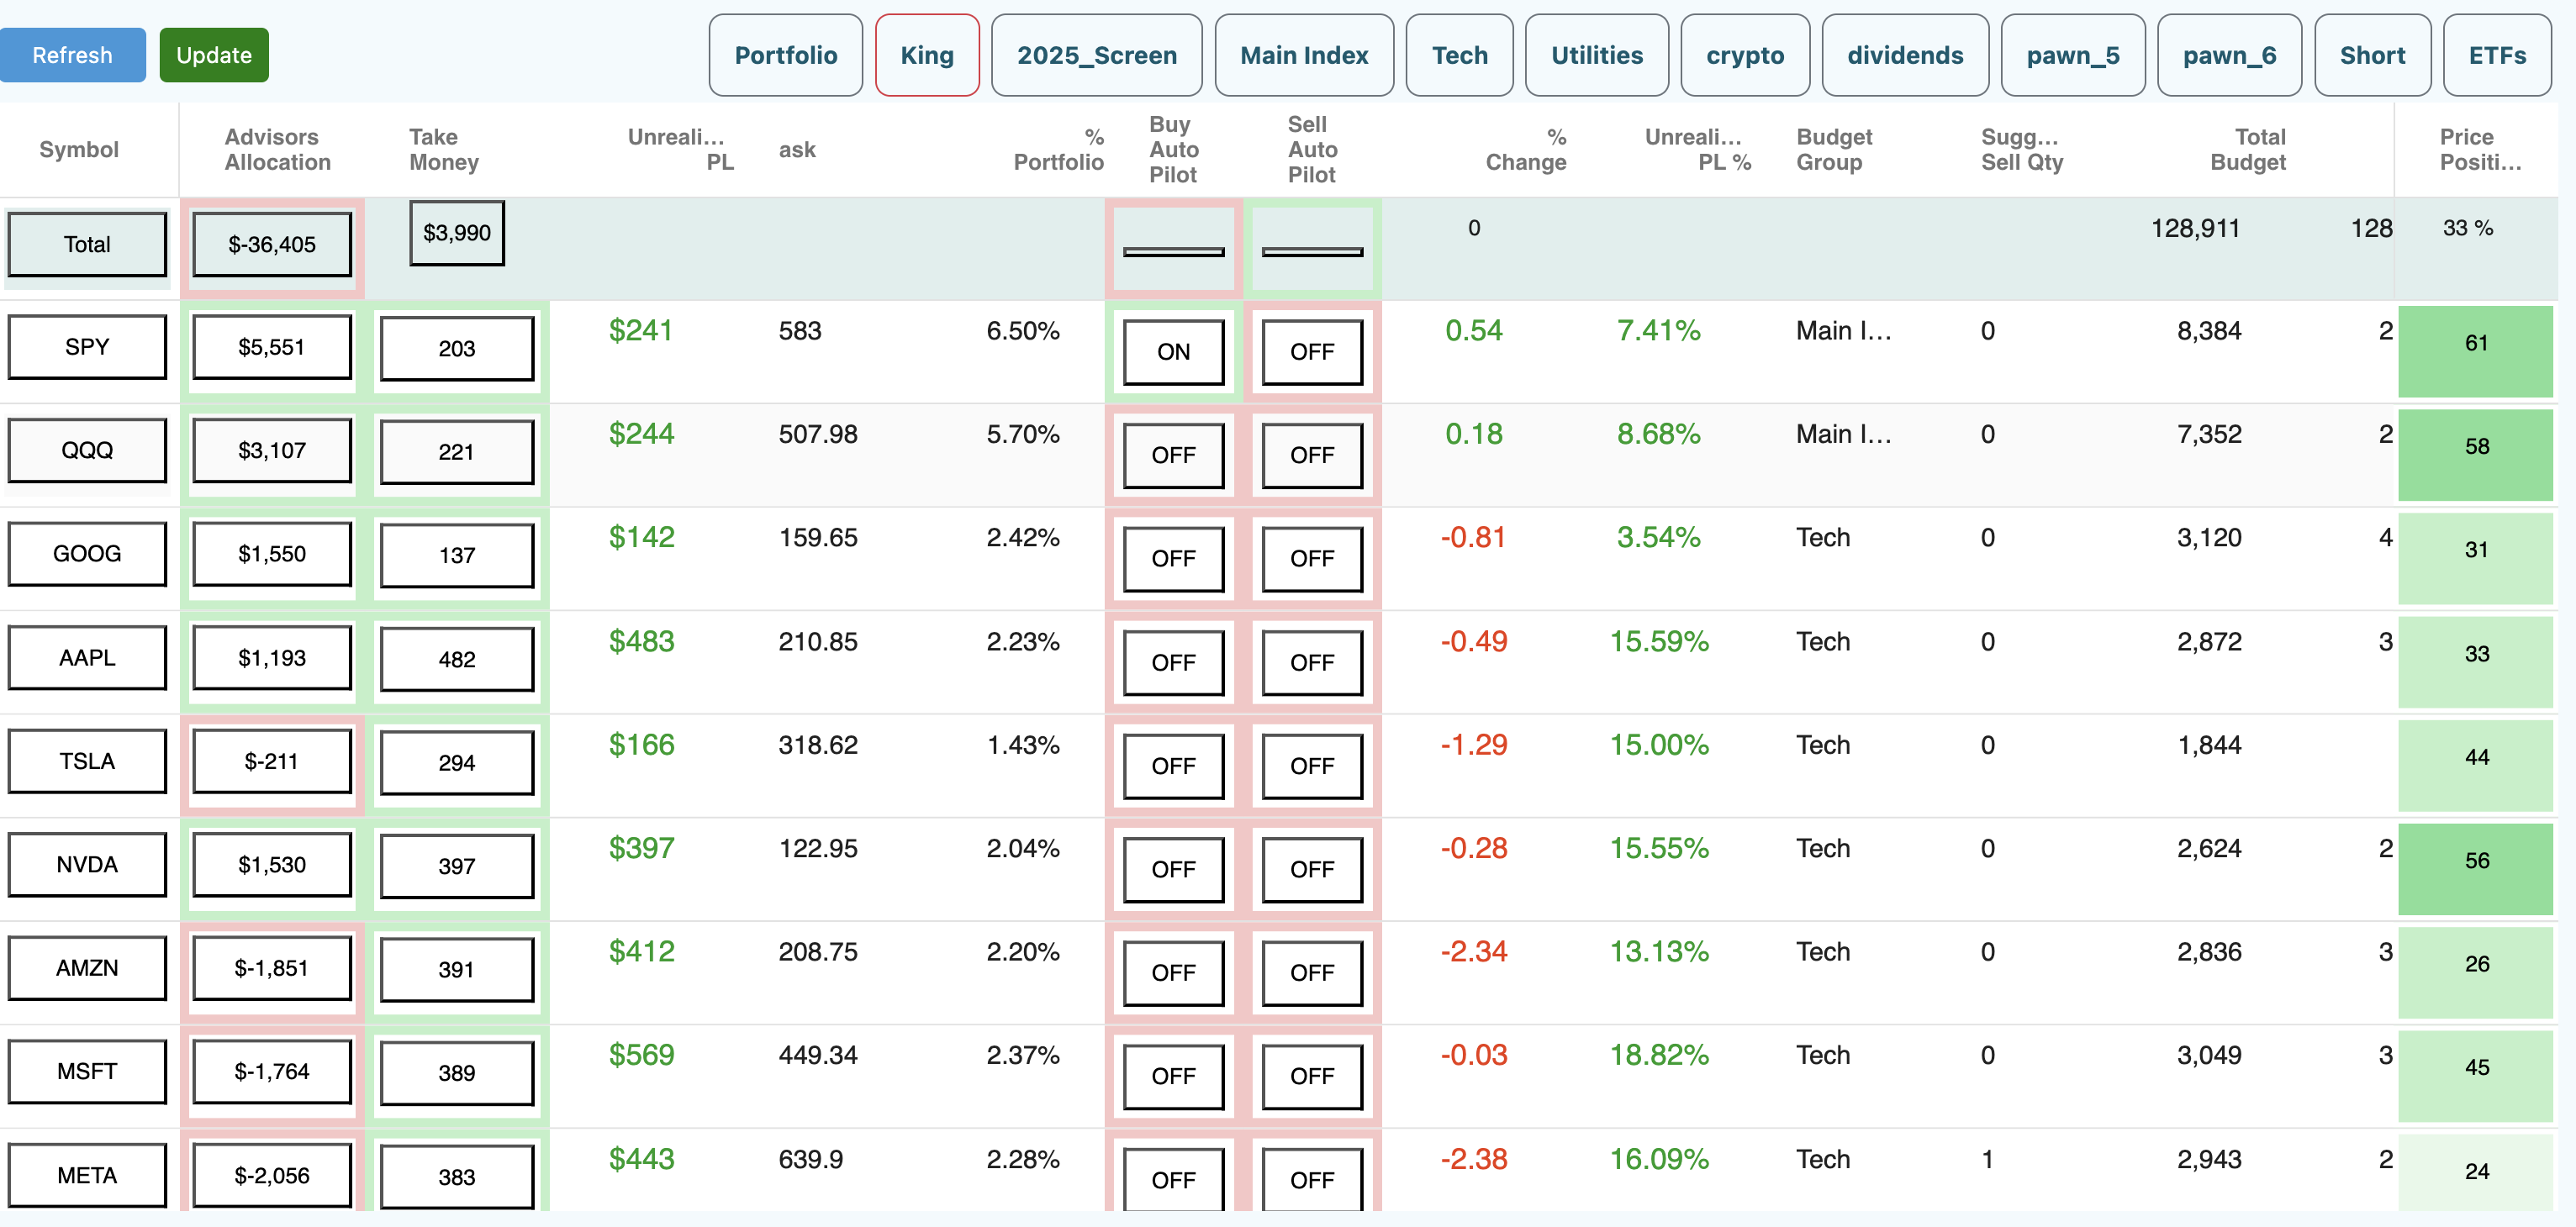 Refresh Update Portfolio King 2025_Screen Main Index Tech Utilities crypto dividends pawn_5 pawn_6 Short ETFs
Symbol Advisors Allocation Take Money Unreali... PL ask % Portfolio Buy Auto Pilot Sell Auto Pilot % Change Unreali... PL % Budget Group Sugg... Sell Qty Total Budget Price Positi...
Total $-36,405 $3,990 0 128,911 128 33 %
SPY $5,551 203 $241 583 6.50% ON OFF 0.54 7.41% Main I... 0 8,384 2 61
QQQ $3,107 221 $244 507.98 5.70% OFF OFF 0.18 8.68% Main I... 0 7,352 2 58
GOOG $1,550 137 $142 159.65 2.42% OFF OFF -0.81 3.54% Tech 0 3,120 4 31
AAPL $1,193 482 $483 210.85 2.23% OFF OFF -0.49 15.59% Tech 0 2,872 3 33
TSLA $-211 294 $166 318.62 1.43% OFF OFF -1.29 15.00% Tech 0 1,844 44
NVDA $1,530 397 $397 122.95 2.04% OFF OFF -0.28 15.55% Tech 0 2,624 2 56
AMZN $-1,851 391 $412 208.75 2.20% OFF OFF -2.34 13.13% Tech 0 2,836 3 26
MSFT $-1,764 389 $569 449.34 2.37% OFF OFF -0.03 18.82% Tech 0 3,049 3 45
META $-2,056 383 $443 639.9 2.28% OFF OFF -2.38 16.09% Tech 1 2,943 2 24